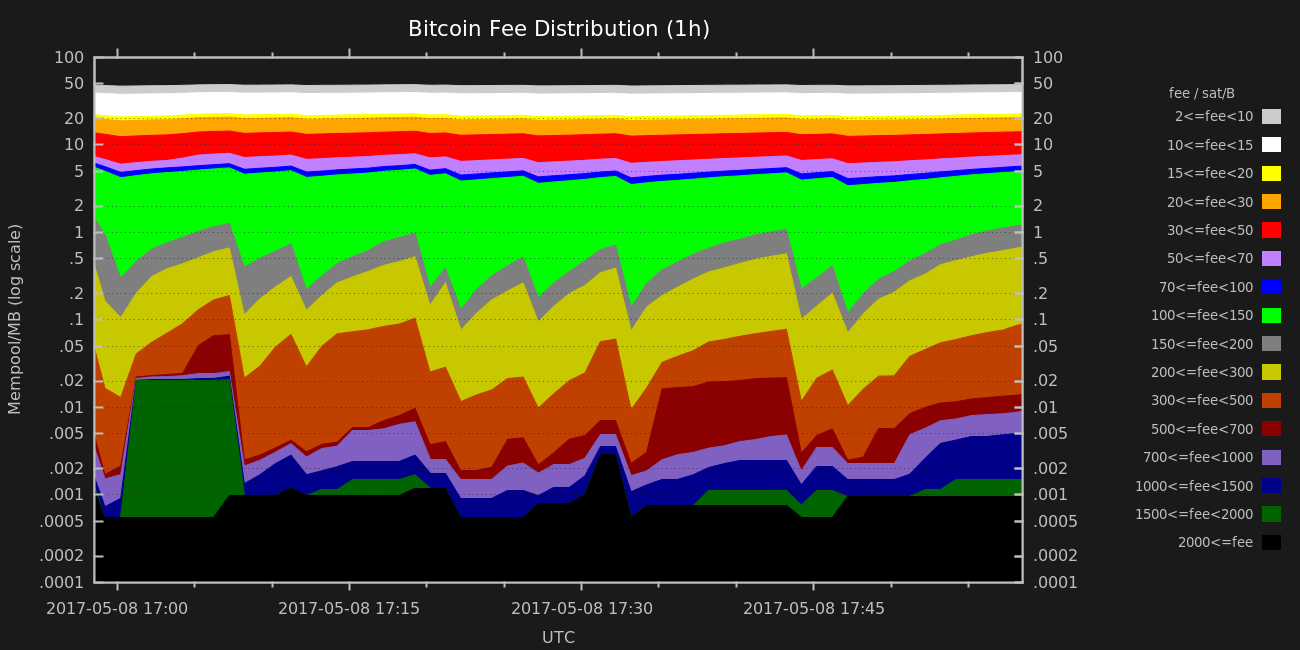 Bitcoin Fee Distribution (1h)
Mempool/MB (log scale)
100
50
20
10
5
2
1
.5
.2
.1
.05
.02
.01
.005
.002
.001
.0005
.0002
.0001
100
50
20
10
5
2
1
.5
.2
.1
.05
.02
.01
.005
.002
.001
.0005
.0002
.0001
2017-05-08 17:00 2017-05-08 17:15 2017-05-08 17:30 2017-05-08 17:45
UTC
fee / sat/B
2<=fee<10
10<=fee<15
15<=fee<20
20<=fee<30
30<=fee<50
50<=fee<70
70<=fee<100
100<=fee<150
150<=fee<200
200<=fee<300
300<=fee<500
500<=fee<700
700<=fee<1000
1000<=fee<1500
1500<=fee<2000
2000<=fee